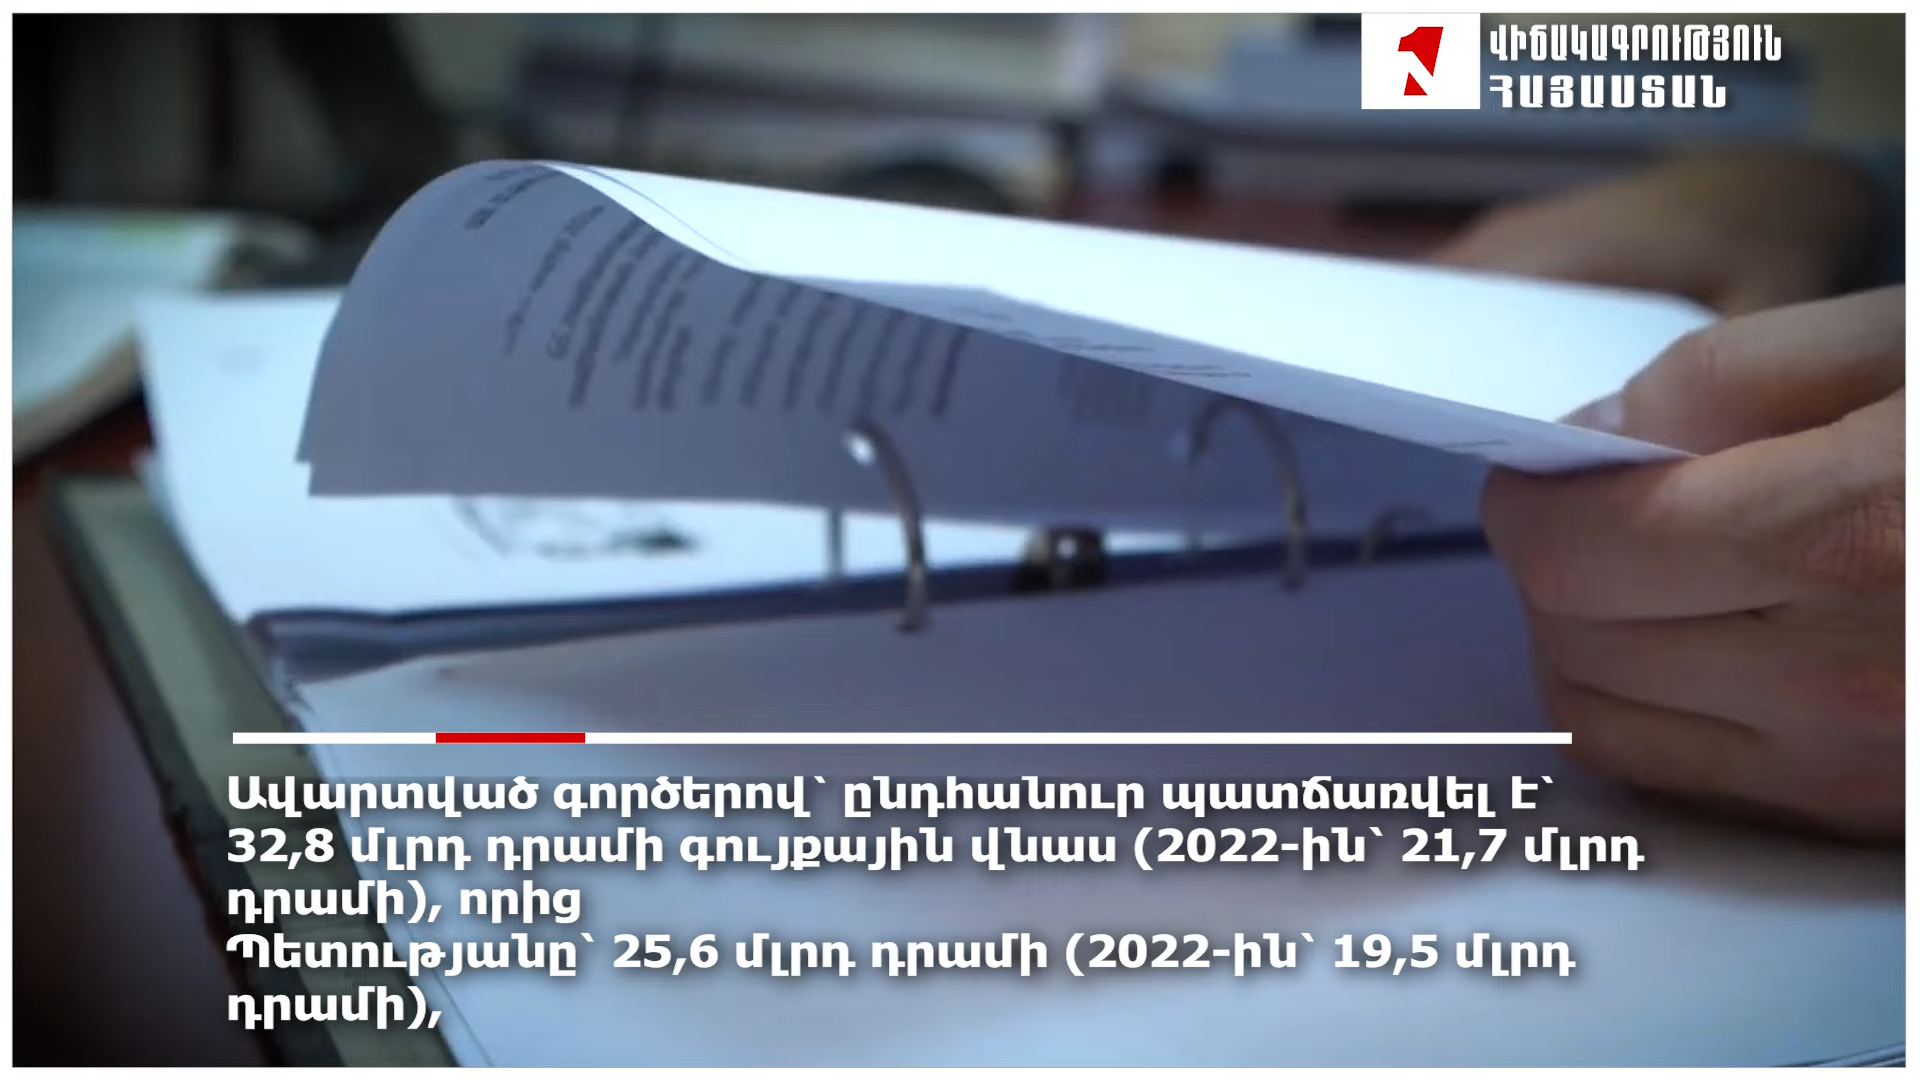 ՎԻՃԱԿԱԳՐՈՒԹՅՈՒՆ
ՀԱՅԱՍՏԱՆ
Ավարտված գործերով՝ ընդհանուր պատճառվել է՝
32,8 մլրդ դրամի գույքային վնաս (2022-ին՝ 21,7 մլրդ
դրամի), որից
Պետությանը՝ 25,6 մլրդ դրամի (2022-ին՝ 19,5 մլրդ
դրամի),